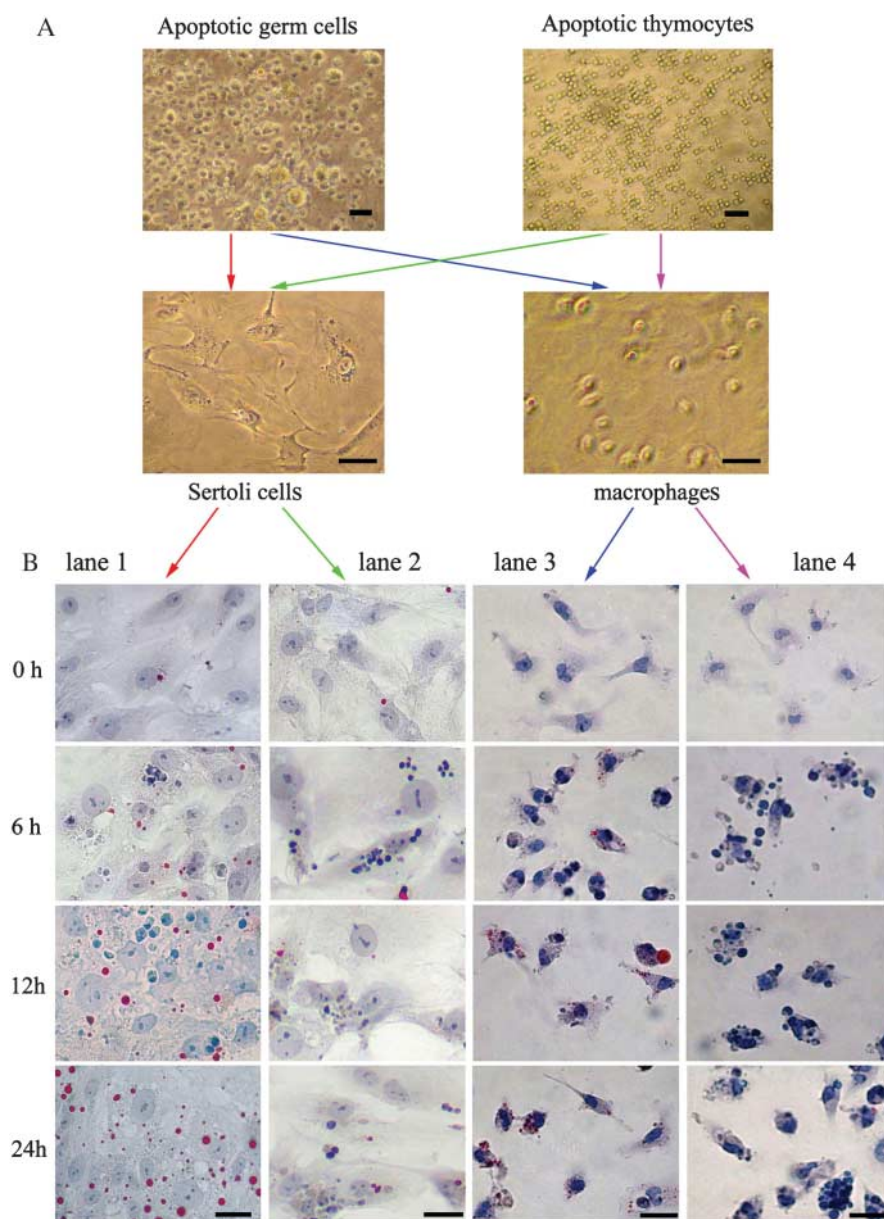 A
Apoptotic germ cells
Apoptotic thymocytes
Sertoli cells
macrophages
B
lane 1
lane 2
lane 3
lane 4
0 h
6 h
12h
24h